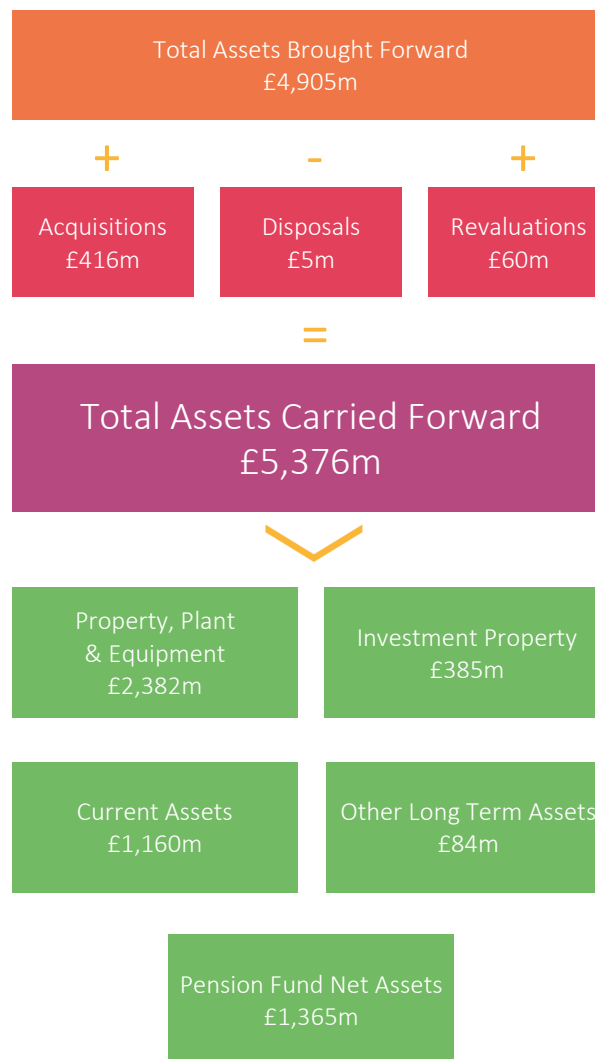 Total Assets Brought Forward
£4,905m
+ - +
Acquisitions
£416m
Disposals
£5m
Revaluations
£60m
=
Total Assets Carried Forward
£5,376m
Property, Plant
& Equipment
£2,382m
Investment Property
£385m
Current Assets
£1,160m
Other Long Term Assets
£84m
Pension Fund Net Assets
£1,365m